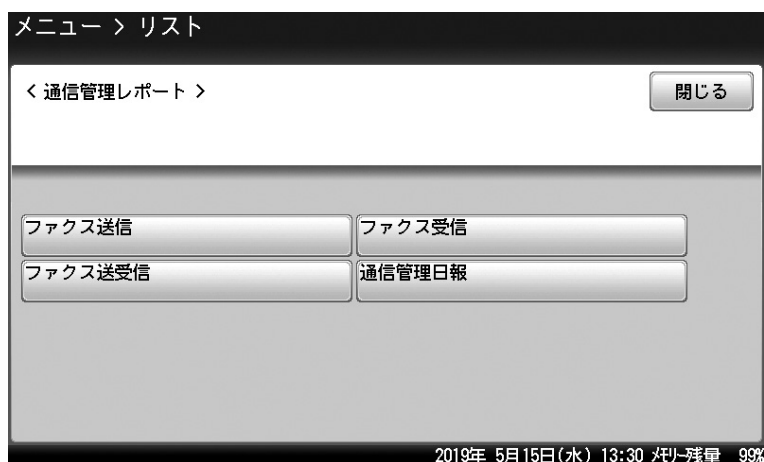 メニュー > リスト
< 通信管理レポート >
閉じる
ファクス送信
ファクス受信
ファクス送受信
通信管理日報
2019年 5月15日(水) 13:30 ﾒﾓﾘｰ残量 99%